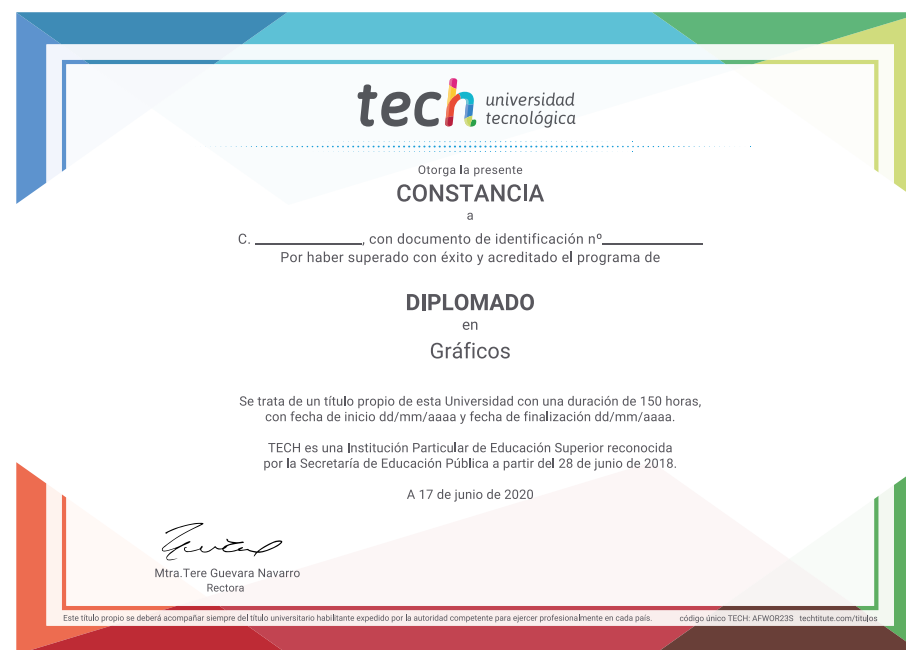 tech universidad
tecnológica
Otorga la presente
CONSTANCIA
a
C. ____________, con documento de identificación nº____________
Por haber superado con éxito y acreditado el programa de
DIPLOMADO
en
Gráficos
Se trata de un título propio de esta Universidad con una duración de 150 horas,
con fecha de inicio dd/mm/aaaa y fecha de finalización dd/mm/aaaa.
TECH es una Institución Particular de Educación Superior reconocida
por la Secretaría de Educación Pública a partir del 28 de junio de 2018.
A 17 de junio de 2020
Mtra.Tere Guevara Navarro
Rectora
Este título propio se deberá acompañar siempre del título universitario habilitante expedido por la autoridad competente para ejercer profesionalmente en cada país. código único TECH: AFWOR23S techtitute.com/titulos